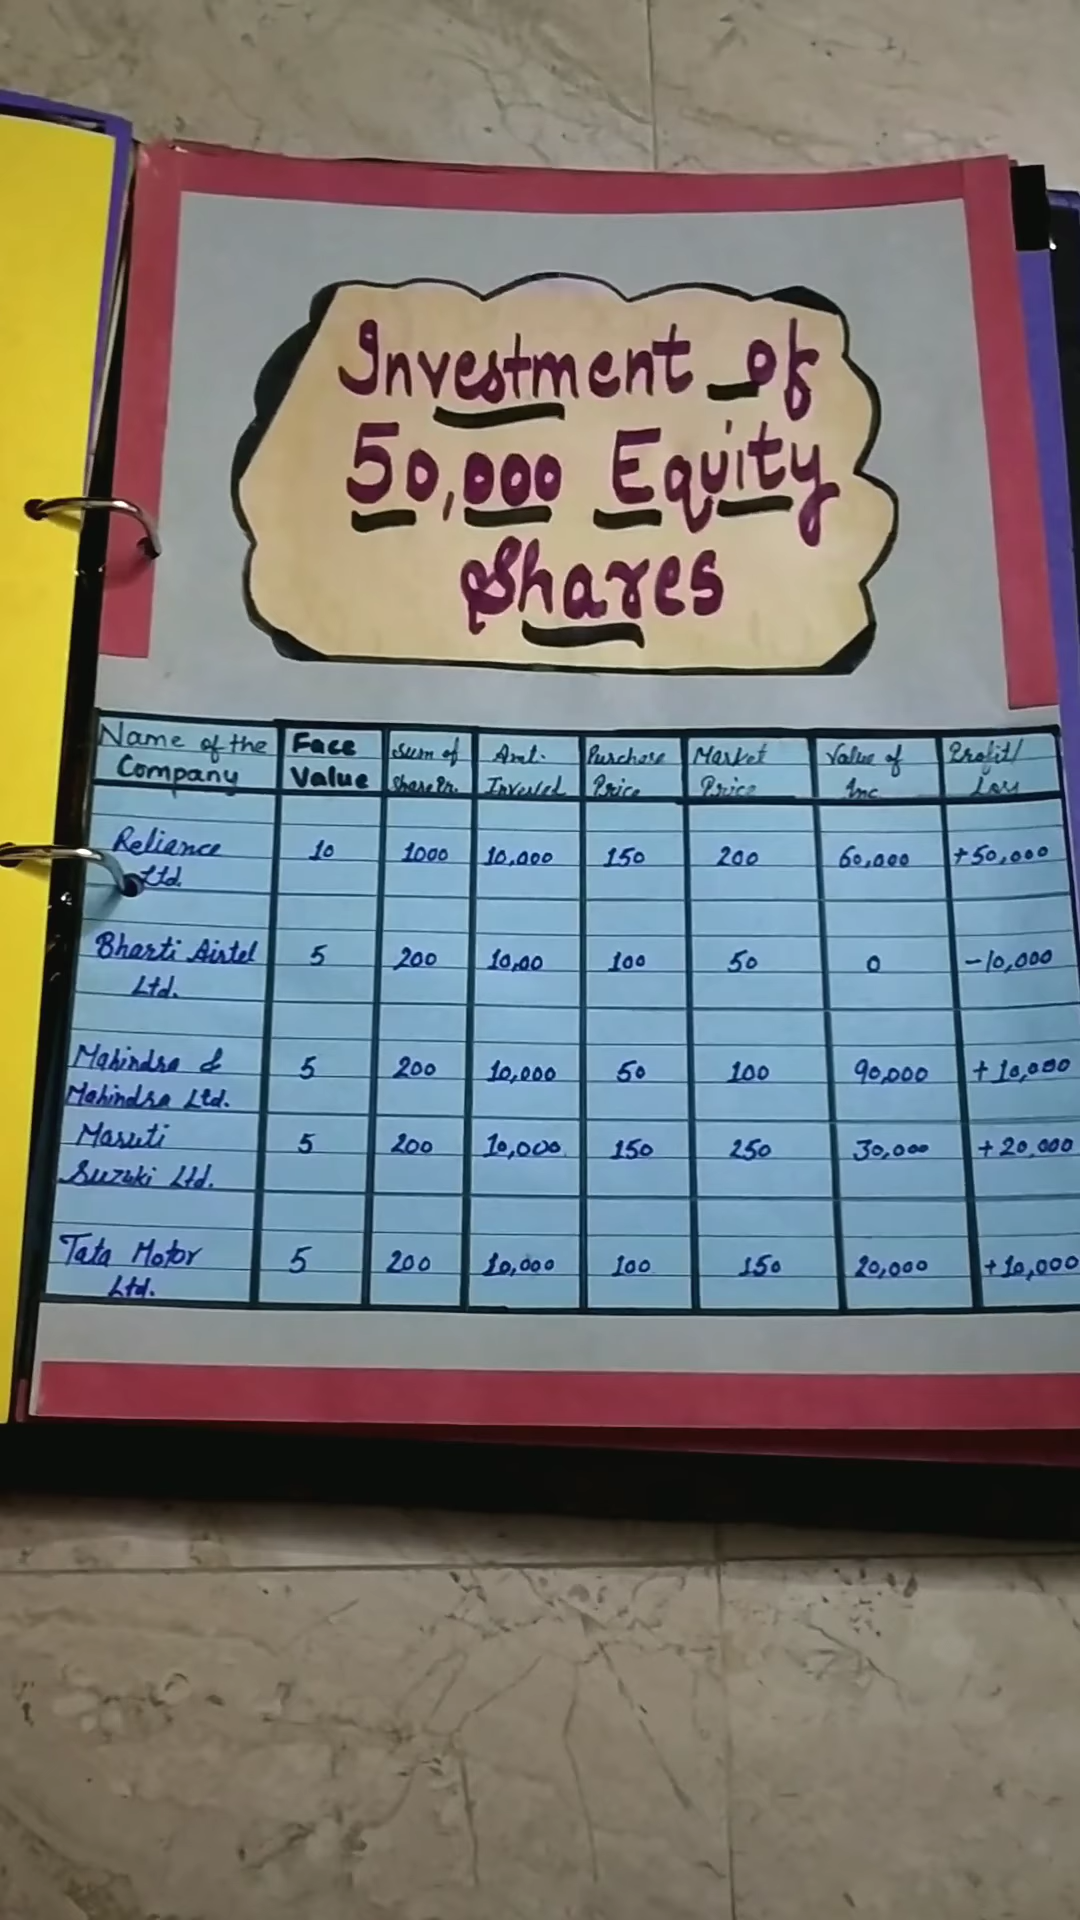 Investment of
50,000 Equity
Shares
Name of the Company | Face Value | Sum of Share Pr. | Amt. Invested | Purchase Price | Market Price | Value of Inc | Profit/ Loss
Reliance Ltd. | 10 | 1000 | 10,000 | 150 | 200 | 60,000 | +50,000
Bharti Airtel Ltd. | 5 | 200 | 10,00 | 100 | 50 | 0 | -10,000
Mahindra & Mahindra Ltd. | 5 | 200 | 10,000 | 50 | 100 | 90,000 | +10,000
Maruti Suzuki Ltd. | 5 | 200 | 10,000 | 150 | 250 | 30,000 | +20,000
Tata Motor Ltd. | 5 | 200 | 10,000 | 100 | 150 | 20,000 | +10,000